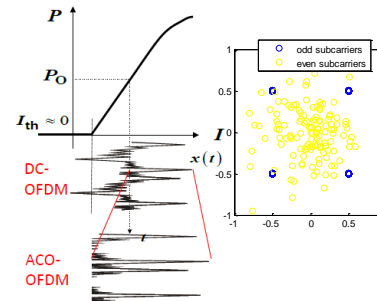 P
P_O
I_th ≈ 0
I
x(t)
DC-
OFDM
t
ACO-
OFDM
odd subcarriers
even subcarriers
1
0.5
0
-0.5
-1
-1 -0.5 0 0.5 1